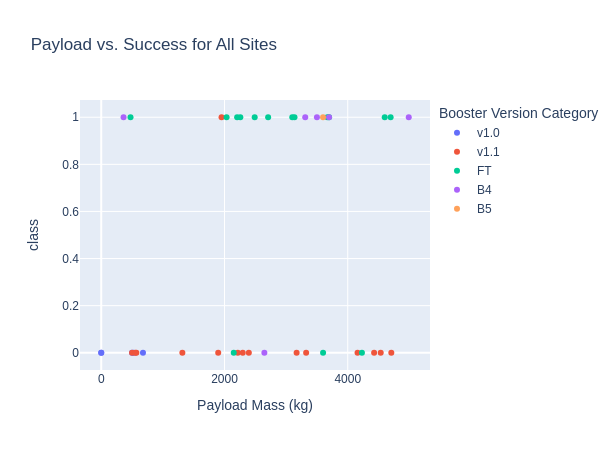 Payload vs. Success for All Sites
Booster Version Category
v1.0
v1.1
FT
B4
B5
class
1
0.8
0.6
0.4
0.2
0
0 2000 4000
Payload Mass (kg)